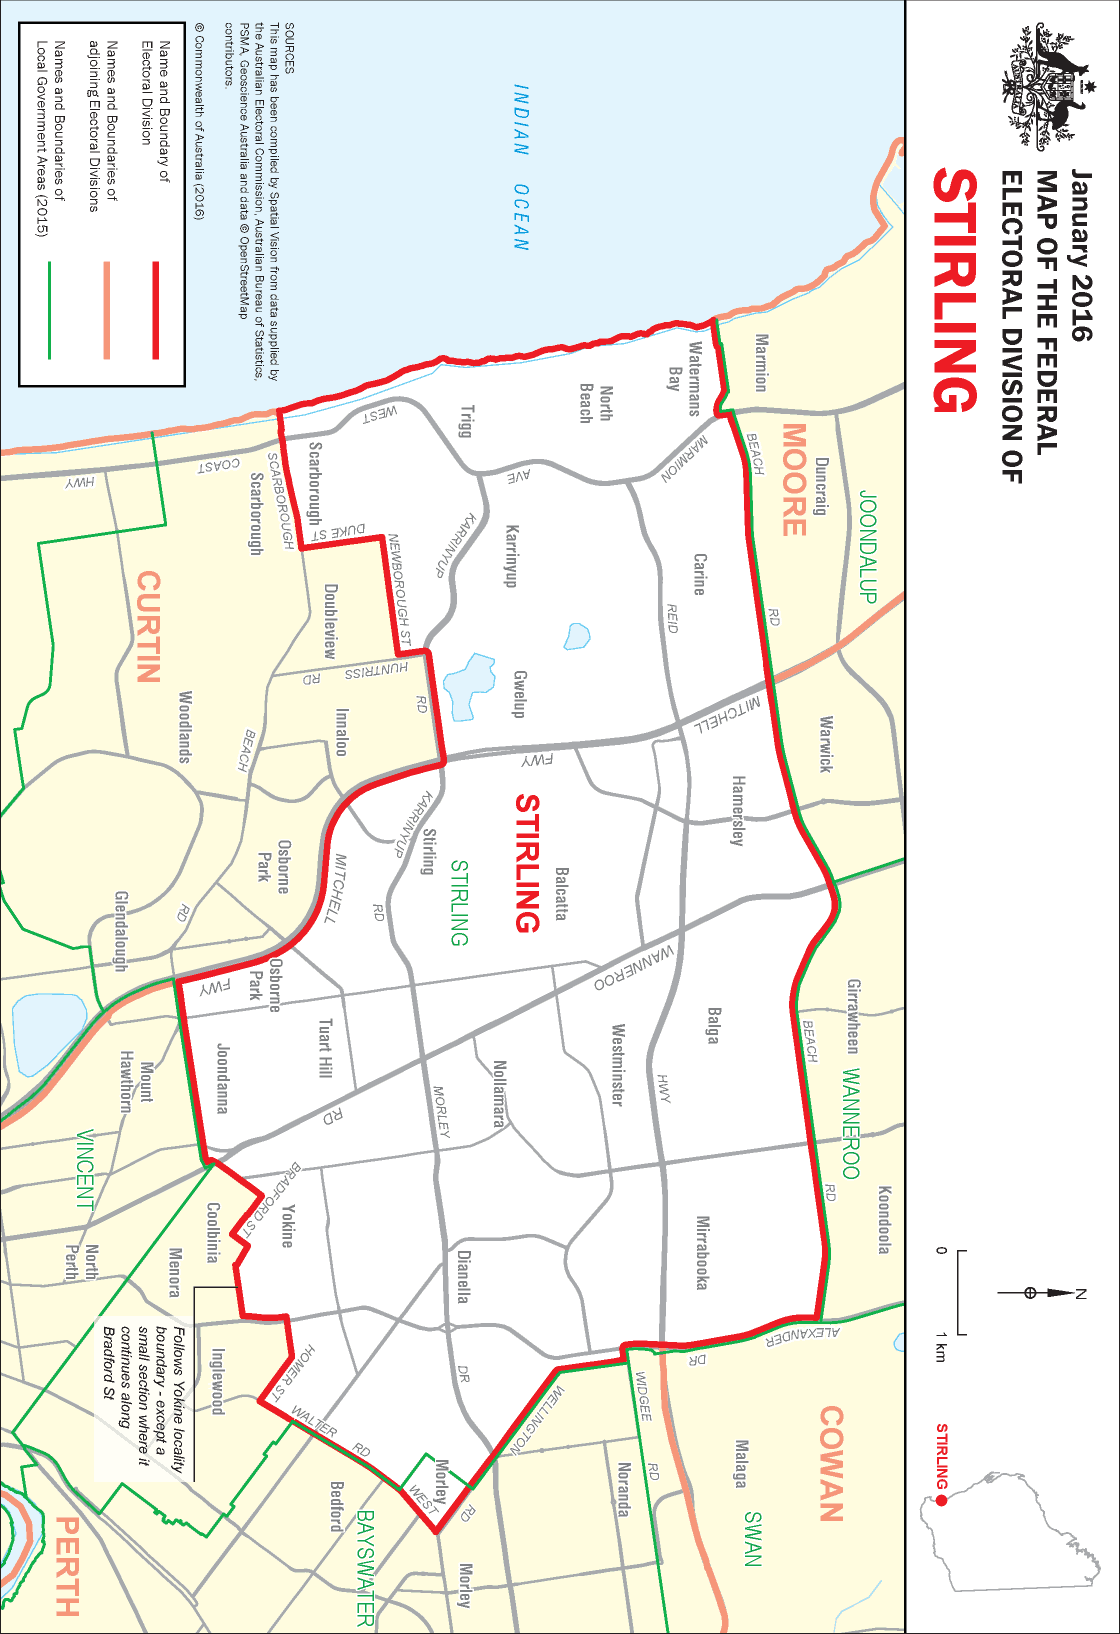 January 2016
MAP OF THE FEDERAL
ELECTORAL DIVISION OF
STIRLING
N
0
1 km
STIRLING
INDIAN OCEAN
SOURCES
This map has been compiled by Spatial Vision from data supplied by
the Australian Electoral Commission, Australian Bureau of Statistics,
PSMA, Geoscience Australia and data © OpenStreetMap
contributors.
© Commonwealth of Australia (2016)
Name and Boundary of
Electoral Division
Names and Boundaries of
adjoining Electoral Divisions
Names and Boundaries of
Local Government Areas (2015)
JOONDALUP
MOORE
Marmion
Duncraig
Warwick
Girrawheen
WANNEROO
Koondoola
COWAN
Malaga
SWAN
Noranda
Watermans
Bay
North
Beach
Trigg
Scarborough
Scarborough
Carine
Karrinyup
Gwelup
Doubleview
Innaloo
Woodlands
CURTIN
Hamersley
STIRLING
Balcatta
STIRLING
Stirling
Osborne
Park
Osborne
Park
Glendalough
Balga
Westminster
Nollamara
Tuart Hill
Joondanna
Mount
Hawthorn
VINCENT
Mirrabooka
Dianella
Yokine
Coolbinia
Menora
North
Perth
Inglewood
Morley
Morley
Bedford
BAYSWATER
PERTH
Follows Yokine locality
boundary - except a
small section where it
continues along
Bradford St
BEACH
RD
BEACH
RD
MARMION
AVE
WEST
COAST
HWY
SCARBOROUGH
BEACH
RD
DUKE ST
NEWBOROUGH ST
HUNTRISS
RD
KARRINYUP
RD
KARRINYUP
RD
REID
HWY
MITCHELL
FWY
MITCHELL
FWY
WANNEROO
RD
MORLEY
DR
ALEXANDER
DR
WIDGEE
RD
WELLINGTON
RD
WEST
WALTER
RD
HOMER ST
BRADFORD ST